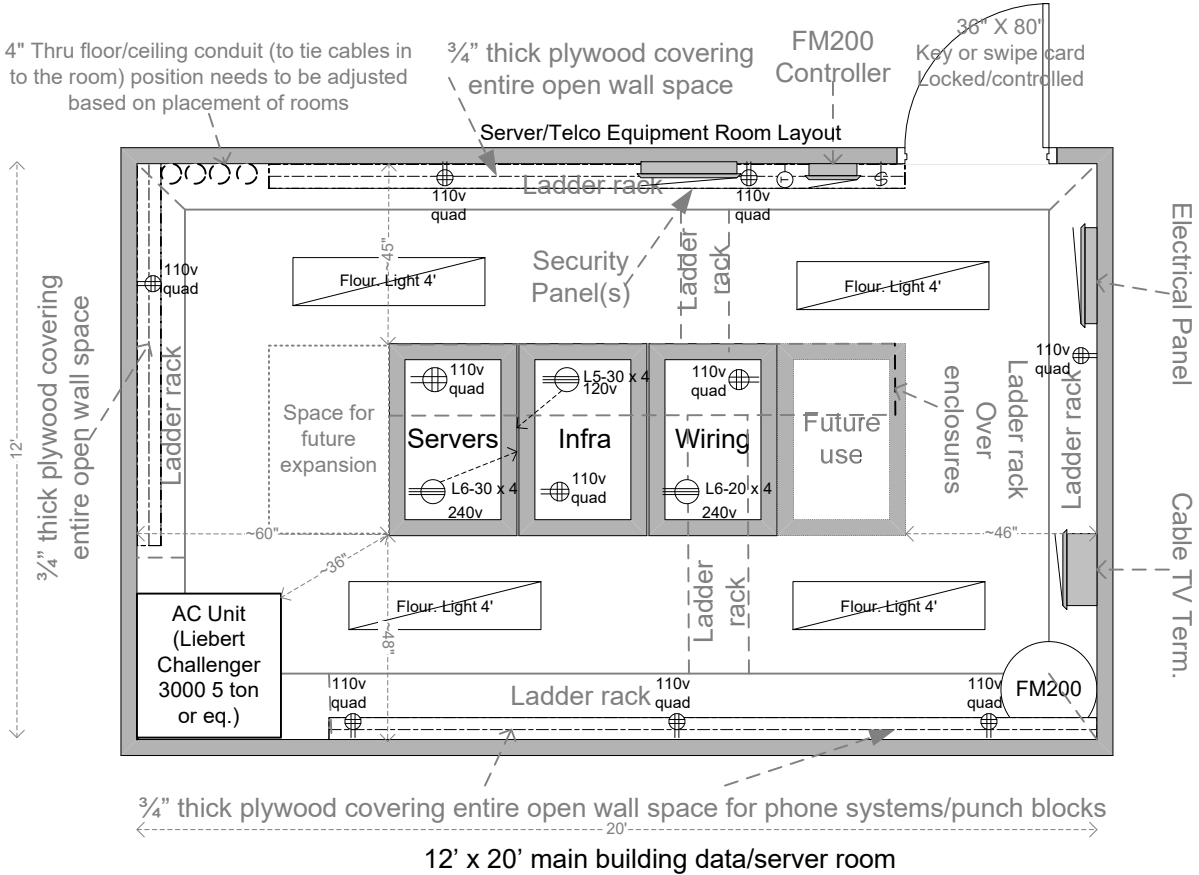 4" Thru floor/ceiling conduit (to tie cables in
to the room) position needs to be adjusted
based on placement of rooms
¾” thick plywood covering
entire open wall space
FM200
Controller
36" X 80"
Key or swipe card
Locked/controlled
Server/Telco Equipment Room Layout
Ladder rack
110v
quad
110v
quad
T
S
110v
quad
~45"
Flour. Light 4'
Security
Panel(s)
Ladder
rack
Flour. Light 4'
Electrical Panel
12'
¾” thick plywood covering
entire open wall space
Ladder rack
Space for
future
expansion
110v
quad
Servers
L6-30 x 4
240v
L5-30 x 4
120v
Infra
110v
quad
110v
quad
Wiring
L6-20 x 4
240v
Future
use
Ladder rack
Over
enclosures
110v
quad
Ladder rack
~60"
~36"
~46"
Cable TV Term.
AC Unit
(Liebert
Challenger
3000 5 ton
or eq.)
Flour. Light 4'
~48"
Ladder
rack
Flour. Light 4'
FM200
110v
quad
Ladder rack
110v
quad
110v
quad
¾” thick plywood covering entire open wall space for phone systems/punch blocks
20'
12’ x 20’ main building data/server room